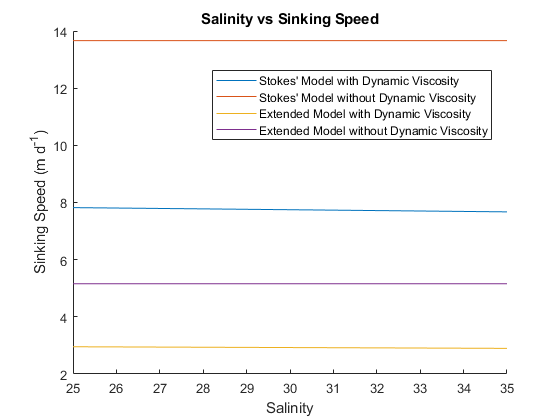 Salinity vs Sinking Speed
14
12
10
8
6
4
2
Sinking Speed (m d⁻¹)
Stokes' Model with Dynamic Viscosity
Stokes' Model without Dynamic Viscosity
Extended Model with Dynamic Viscosity
Extended Model without Dynamic Viscosity
25 26 27 28 29 30 31 32 33 34 35
Salinity